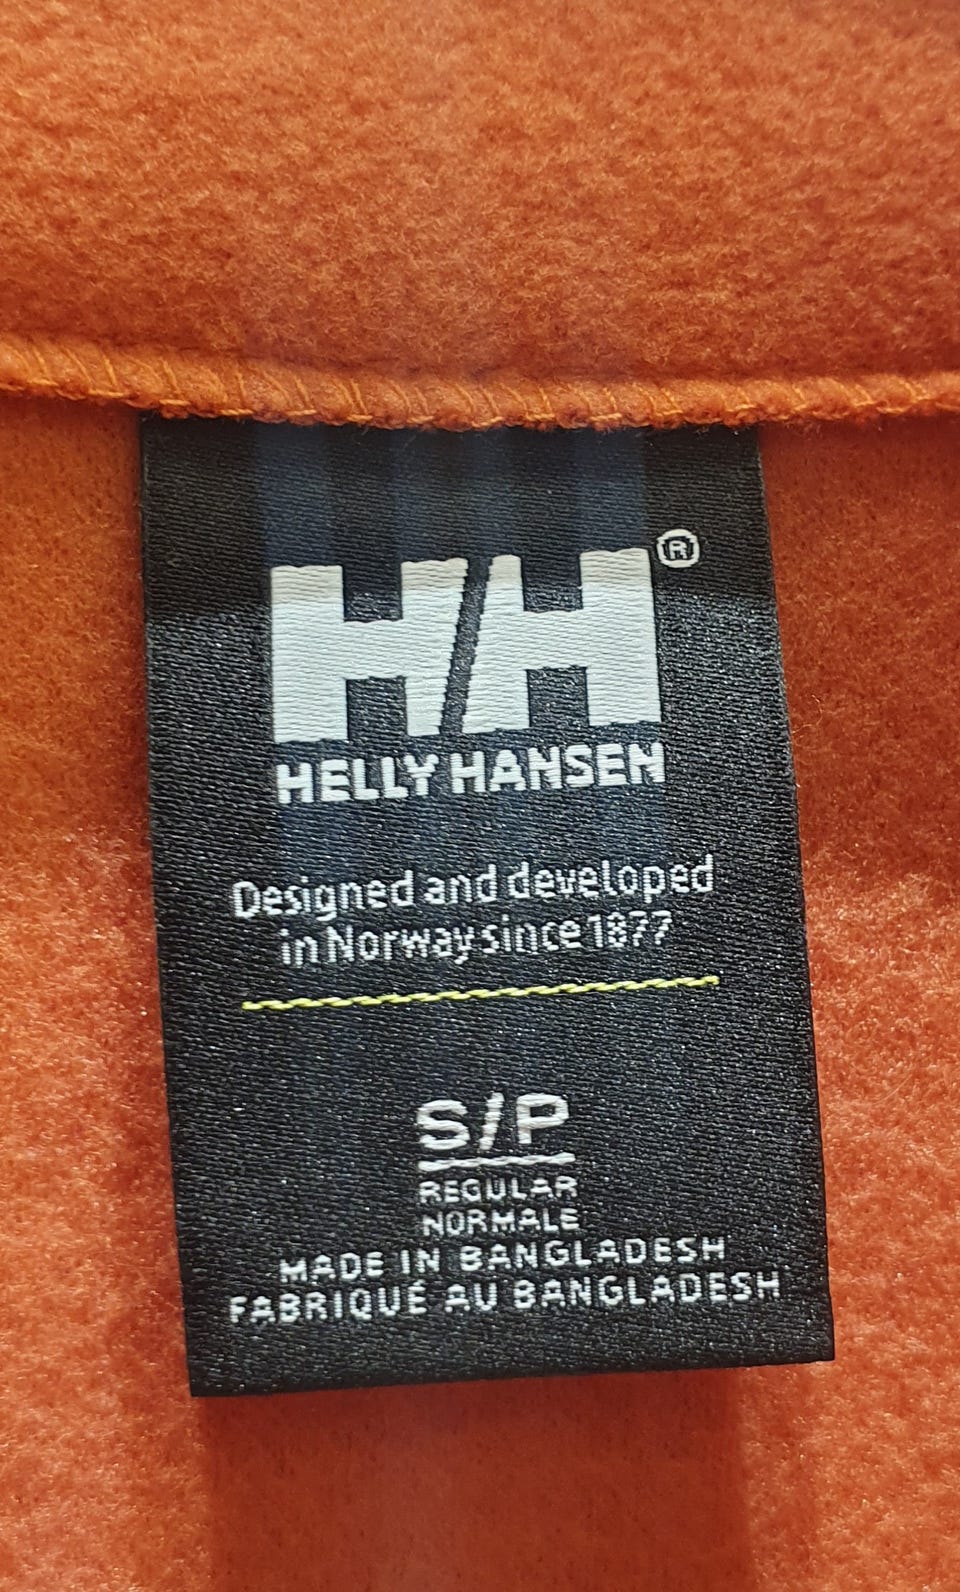 H/H®
HELLY HANSEN
Designed and developed
in Norway since 1877
S/P
REGULAR
NORMALE
MADE IN BANGLADESH
FABRIQUÉ AU BANGLADESH